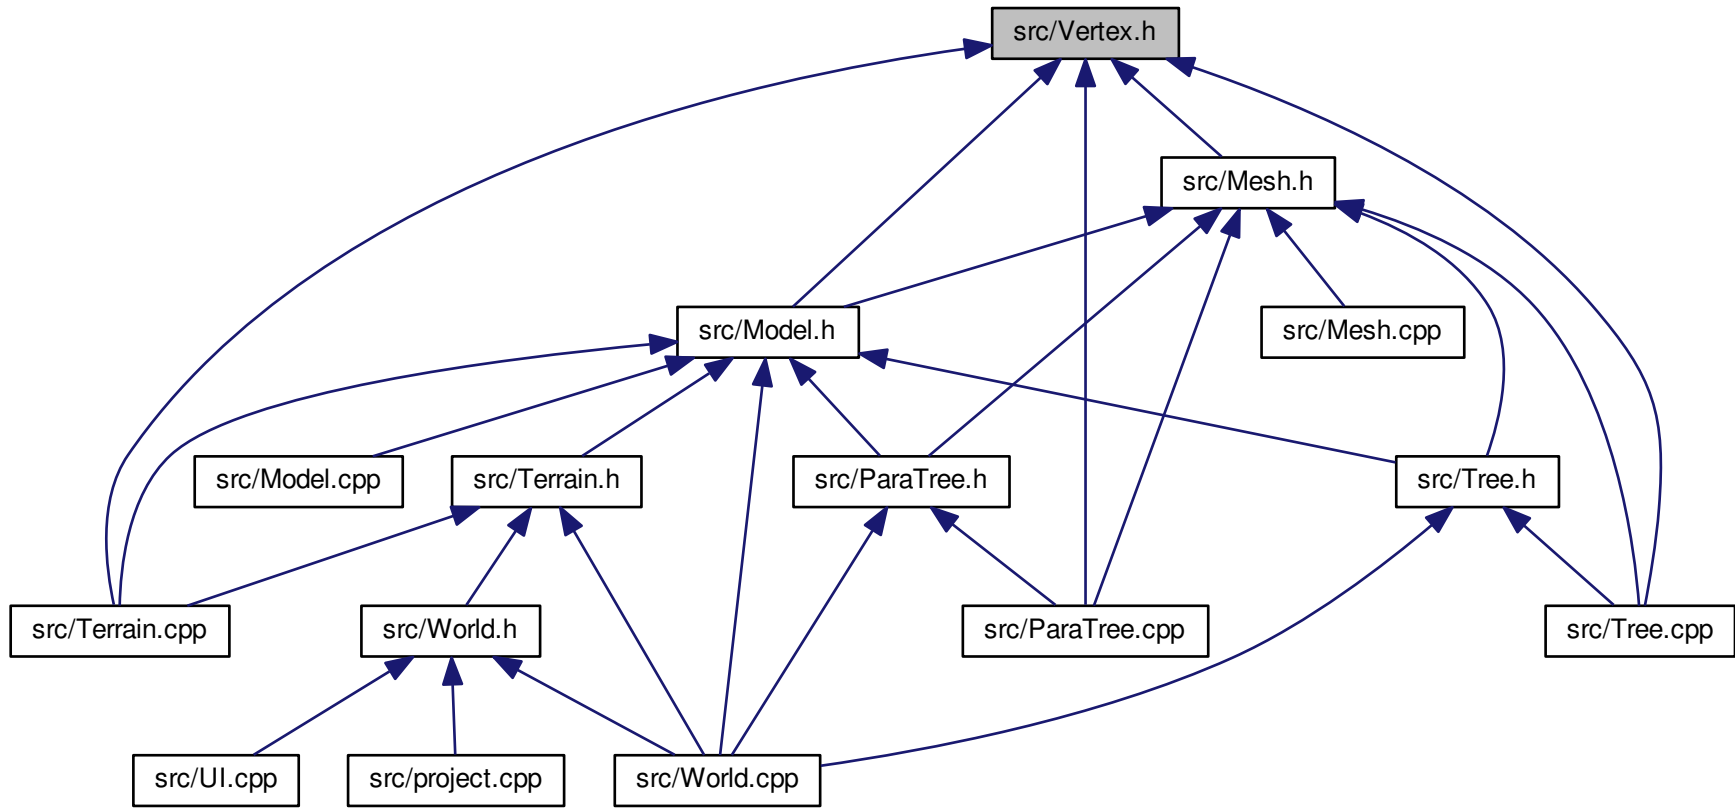 src/Vertex.h
src/Mesh.h
src/Model.h
src/Mesh.cpp
src/Model.cpp
src/Terrain.h
src/ParaTree.h
src/Tree.h
src/Terrain.cpp
src/World.h
src/ParaTree.cpp
src/Tree.cpp
src/UI.cpp
src/project.cpp
src/World.cpp